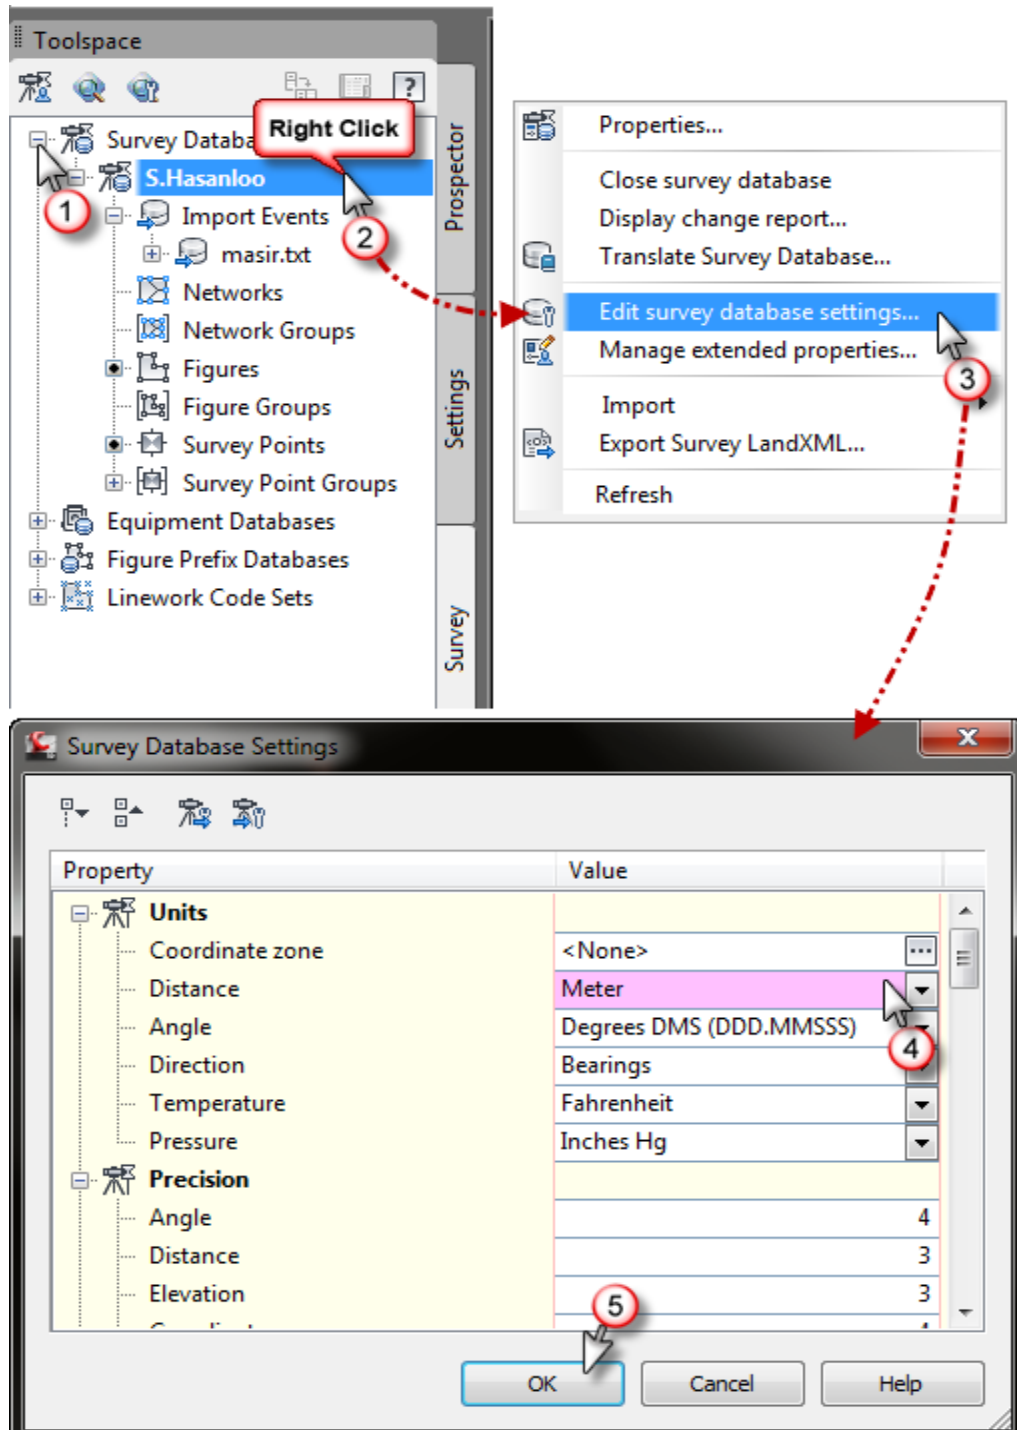 Toolspace
?
Right Click
Survey Databa
S.Hasanloo
1
Import Events
2
masir.txt
Networks
Network Groups
Figures
Figure Groups
Survey Points
Survey Point Groups
Equipment Databases
Figure Prefix Databases
Linework Code Sets
Prospector
Settings
Survey
Properties...
Close survey database
Display change report...
Translate Survey Database...
Edit survey database settings...
Manage extended properties...
3
Import
Export Survey LandXML...
Refresh
Survey Database Settings
Property Value
Units
Coordinate zone <None> ...
Distance Meter
Angle Degrees DMS (DDD.MMSSS)
4
Direction Bearings
Temperature Fahrenheit
Pressure Inches Hg
Precision
Angle 4
Distance 3
Elevation 3
5
OK Cancel Help